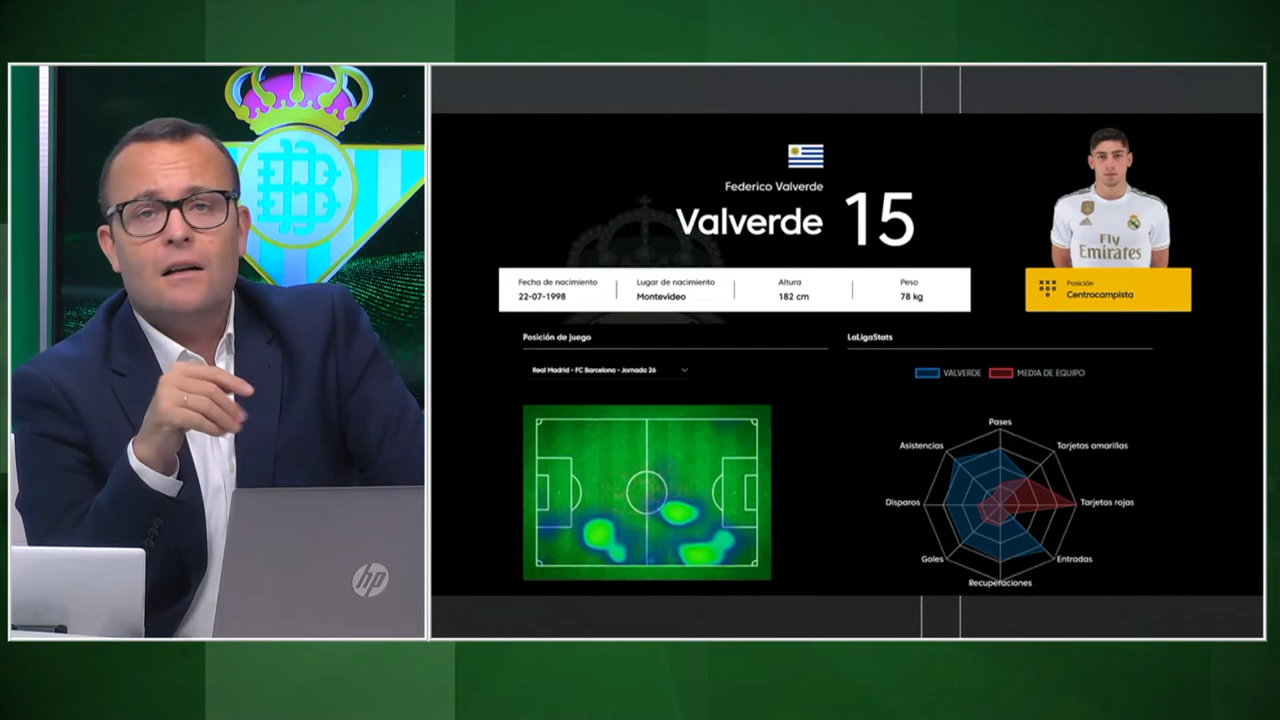 Federico Valverde
Valverde 15
Fecha de nacimiento
22-07-1998
Lugar de nacimiento
Montevideo
Altura
182 cm
Peso
78 kg
Fly
Emirates
Posición
Centrocampista
Posición de juego
Real Madrid - FC Barcelona - Jornada 26
LaLigaStats
VALVERDE
MEDIA DE EQUIPO
Pases
Asistencias
Tarjetas amarillas
Disparos
Tarjetas rojas
Goles
Entradas
Recuperaciones
hp